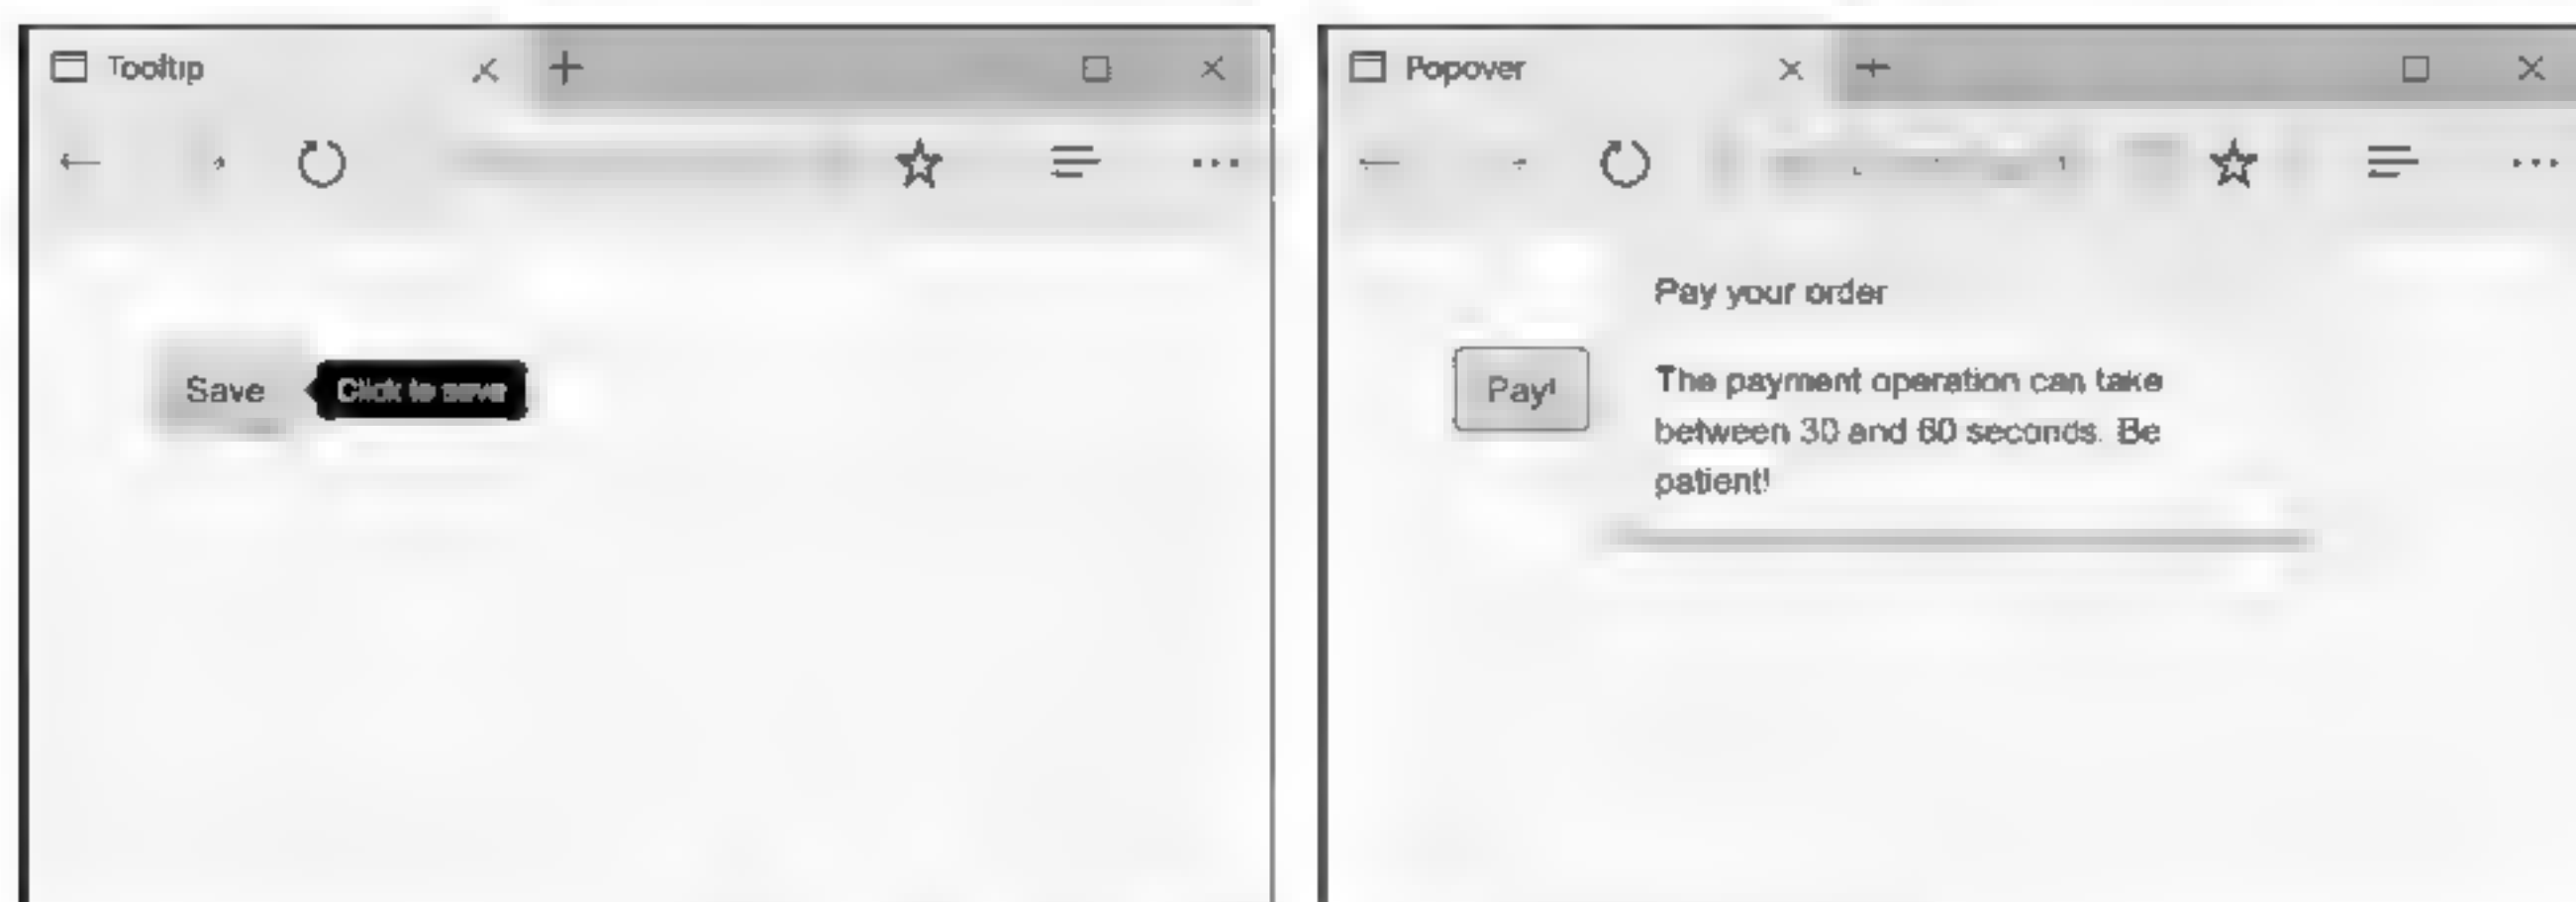 Tooltip
Save
Click to save
Popover
Pay your order
Pay!
The payment operation can take
between 30 and 60 seconds. Be
patient!